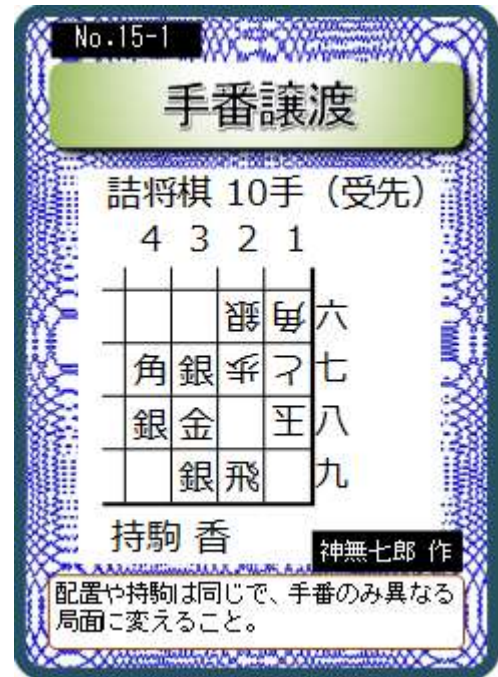 No.15-1
手番譲渡
詰将棋 10手（受先）
4 3 2 1
銀 角 六
角 銀 歩 と 七
銀 金 王 八
銀 飛 九
持駒 香
神無七郎 作
配置や持駒は同じで、手番のみ異なる
局面に変えること。